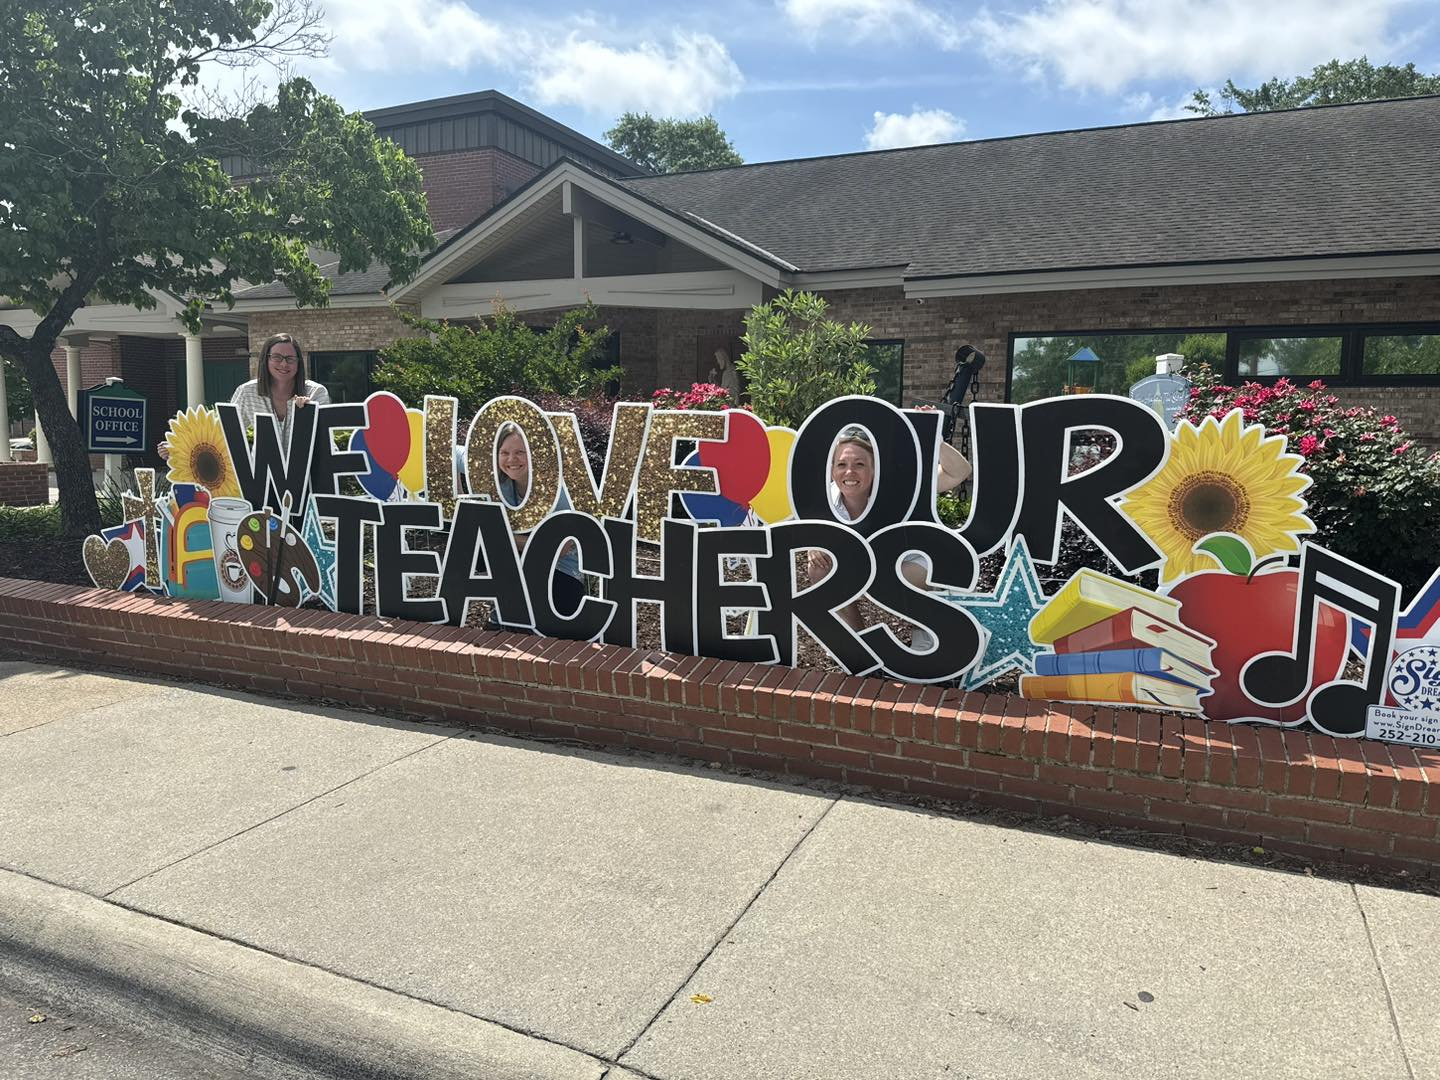 SCHOOL
OFFICE
WE LOVE OUR
TEACHERS
Book your sign
252-210-